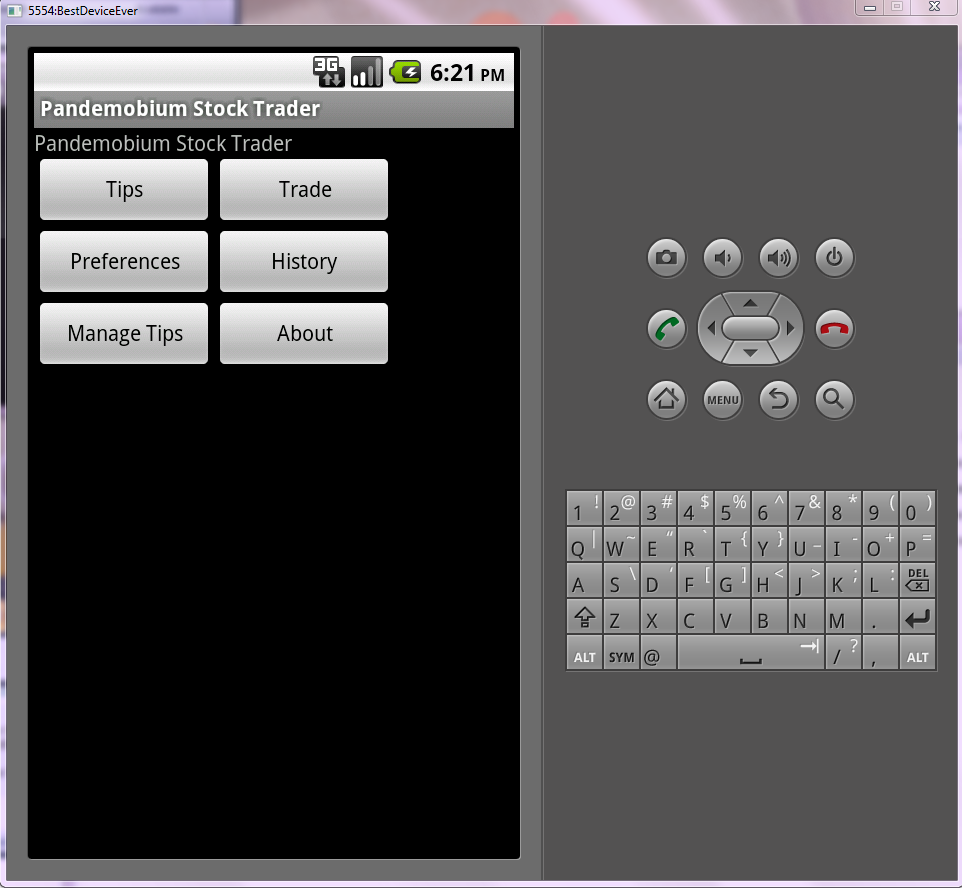 5554:BestDeviceEver
3G 6:21 PM
Pandemobium Stock Trader
Pandemobium Stock Trader
Tips Trade
Preferences History
Manage Tips About
MENU
1 ! 2 @ 3 # 4 $ 5 % 6 ^ 7 & 8 * 9 ( 0 )
Q | W ~ E " R ` T { Y } U _ I - O + P =
A S \ D ' F [ G ] H < J > K ; L : DEL
Z X C V B N M .
ALT SYM @ / ? , ALT